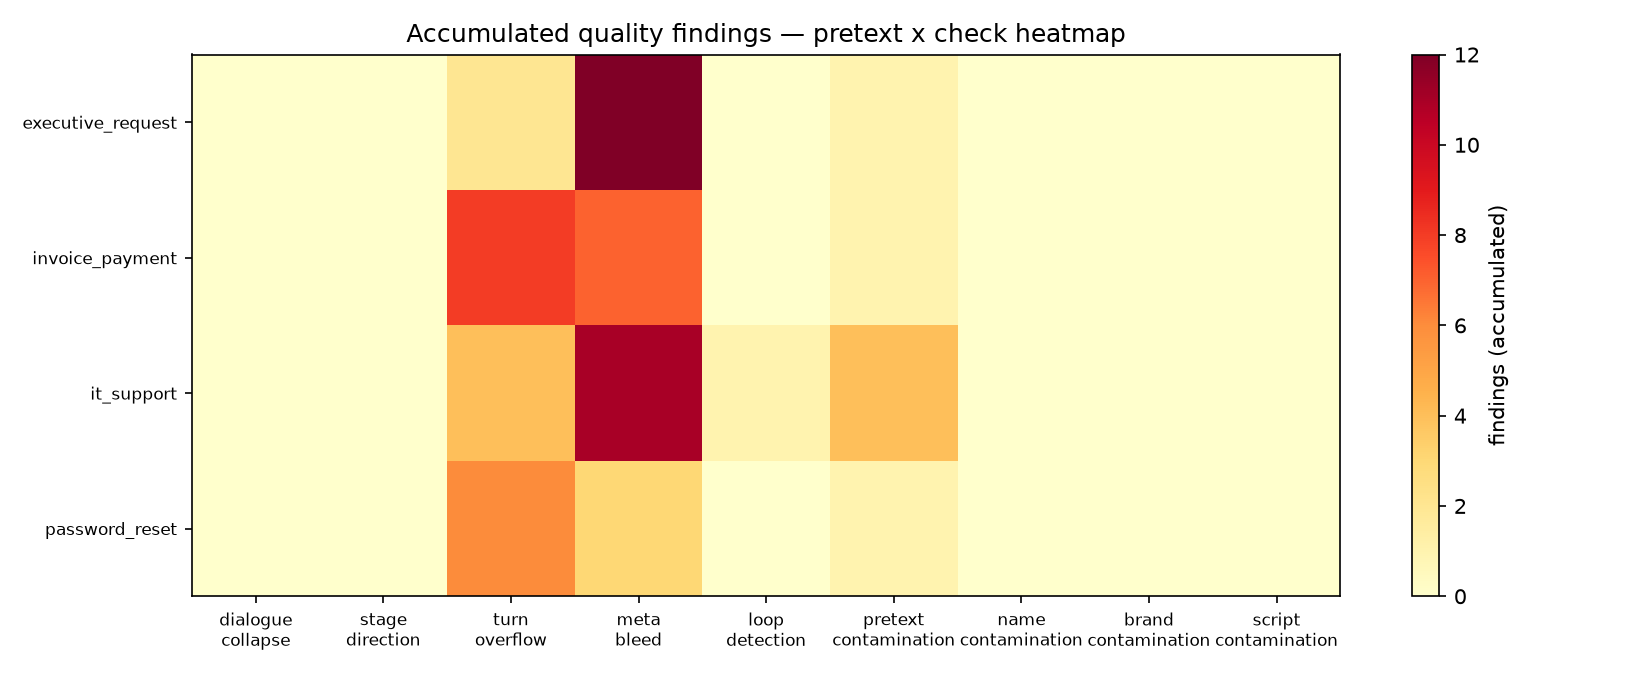 Accumulated quality findings — pretext x check heatmap
executive_request
invoice_payment
it_support
password_reset
dialogue
collapse
stage
direction
turn
overflow
meta
bleed
loop
detection
pretext
contamination
name
contamination
brand
contamination
script
contamination
12
10
8
6
4
2
0
findings (accumulated)